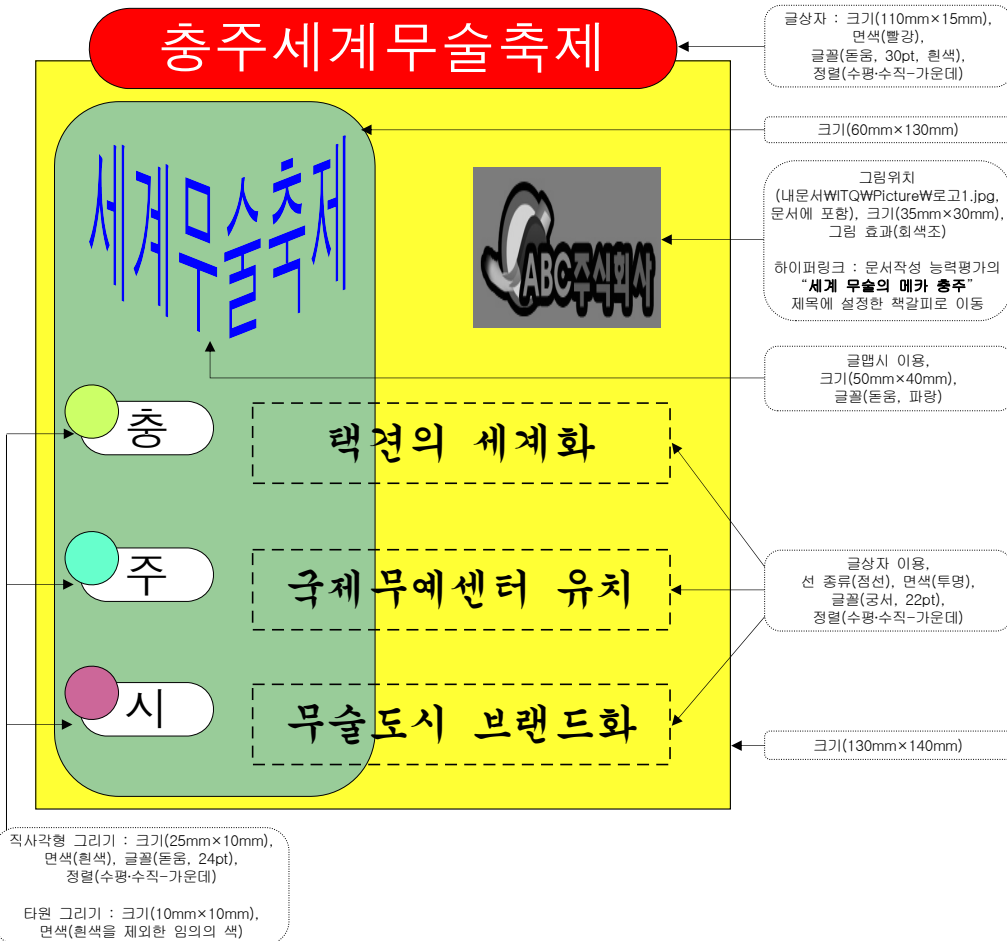 충주세계무술축제
글상자 : 크기(110mm×15mm),
면색(빨강),
글꼴(돋움, 30pt, 흰색),
정렬(수평·수직-가운데)
크기(60mm×130mm)
세계무술축제
ABC주식회사
그림위치
(내문서₩ITQ₩Picture₩로고1.jpg,
문서에 포함), 크기(35mm×30mm),
그림 효과(회색조)
하이퍼링크 : 문서작성 능력평가의
“세계 무술의 메카 충주”
제목에 설정한 책갈피로 이동
글맵시 이용,
크기(50mm×40mm),
글꼴(돋움, 파랑)
충
택견의 세계화
주
국제무예센터 유치
글상자 이용,
선 종류(점선), 면색(투명),
글꼴(궁서, 22pt),
정렬(수평·수직-가운데)
시
무술도시 브랜드화
크기(130mm×140mm)
직사각형 그리기 : 크기(25mm×10mm),
면색(흰색), 글꼴(돋움, 24pt),
정렬(수평·수직-가운데)
타원 그리기 : 크기(10mm×10mm),
면색(흰색을 제외한 임의의 색)